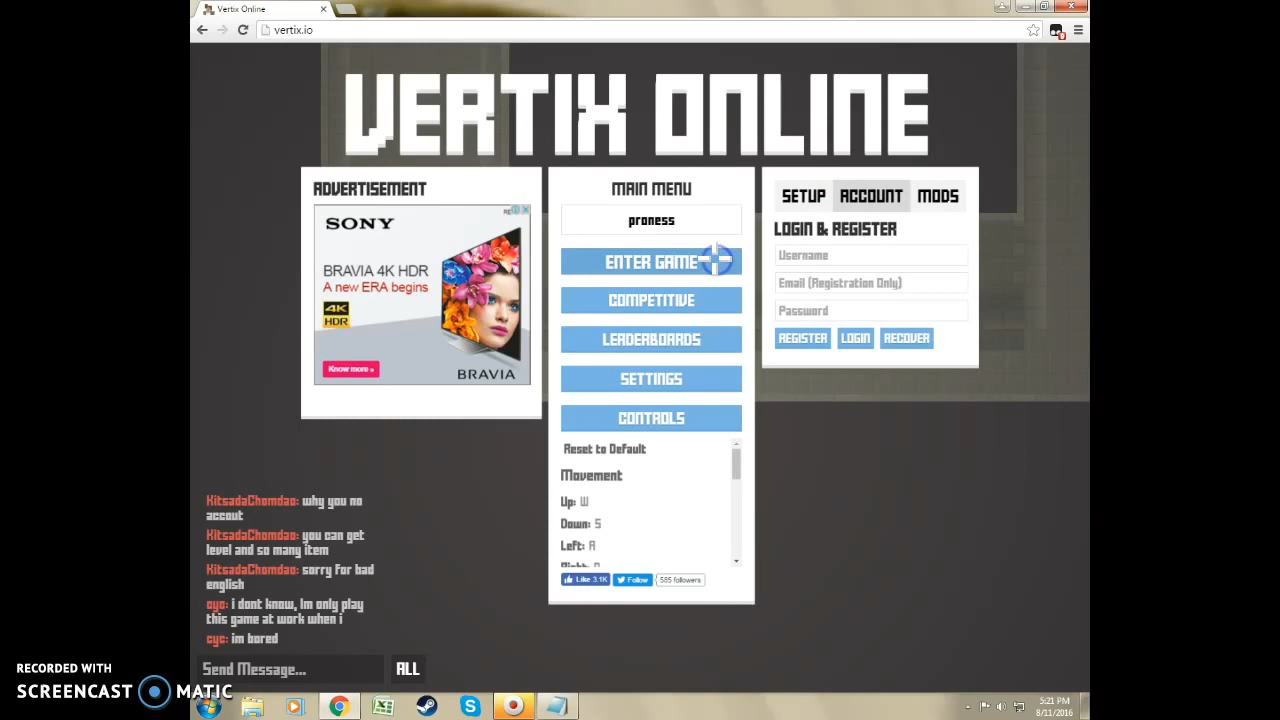 Vertix Online
vertix.io
VERTIX ONLINE
ADVERTISEMENT
SONY
BRAVIA 4K HDR
A new ERA begins
4K
HDR
Know more »
BRAVIA
MAIN MENU
proness
ENTER GAME
COMPETITIVE
LEADERBOARDS
SETTINGS
CONTROLS
Reset to Default
Movement
Up: W
Down: S
Left: A
Right: D
Like 3.1K
Follow
585 followers
SETUP ACCOUNT MODS
LOGIN & REGISTER
Username
Email (Registration Only)
Password
REGISTER LOGIN RECOVER
KitsadaChomdao: why you no
accout
KitsadaChomdao: you can get
level and so many item
KitsadaChomdao: sorry for bad
english
cyc: i dont know, Im only play
this game at work when i
cyc: im bored
Send Message...
ALL
RECORDED WITH
SCREENCAST MATIC
5:21 PM
8/11/2016